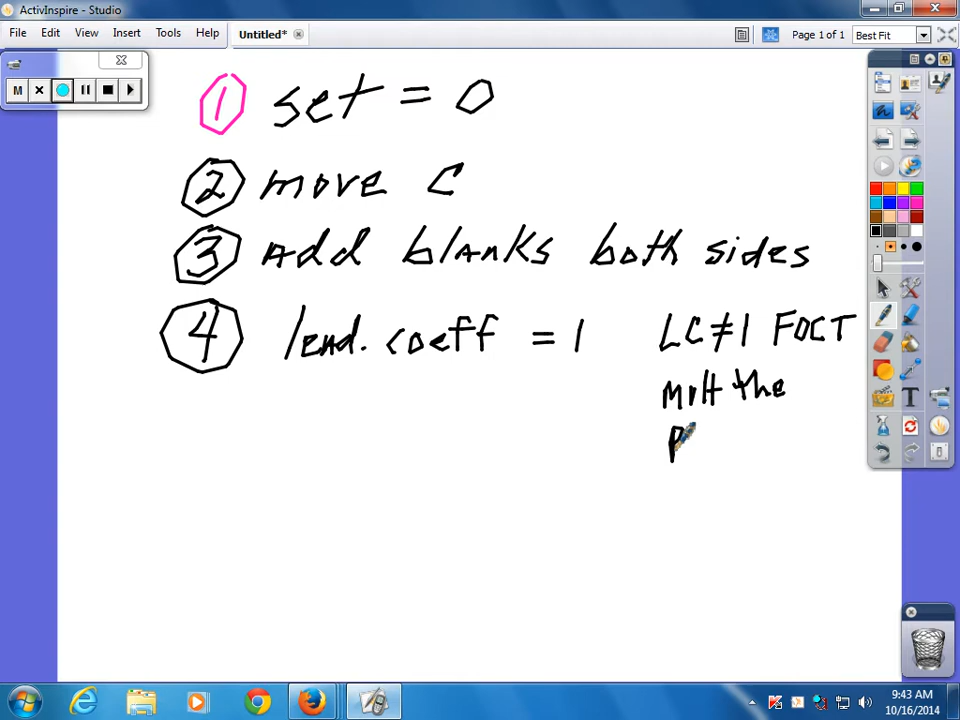 ActivInspire - Studio
File Edit View Insert Tools Help Untitled* Page 1 of 1 Best Fit
M
1 set = 0
2 move C
3 Add blanks both sides
4 lead. coeff = 1 LC≠1 FOCT
Mult the
P
T
9:43 AM
10/16/2014